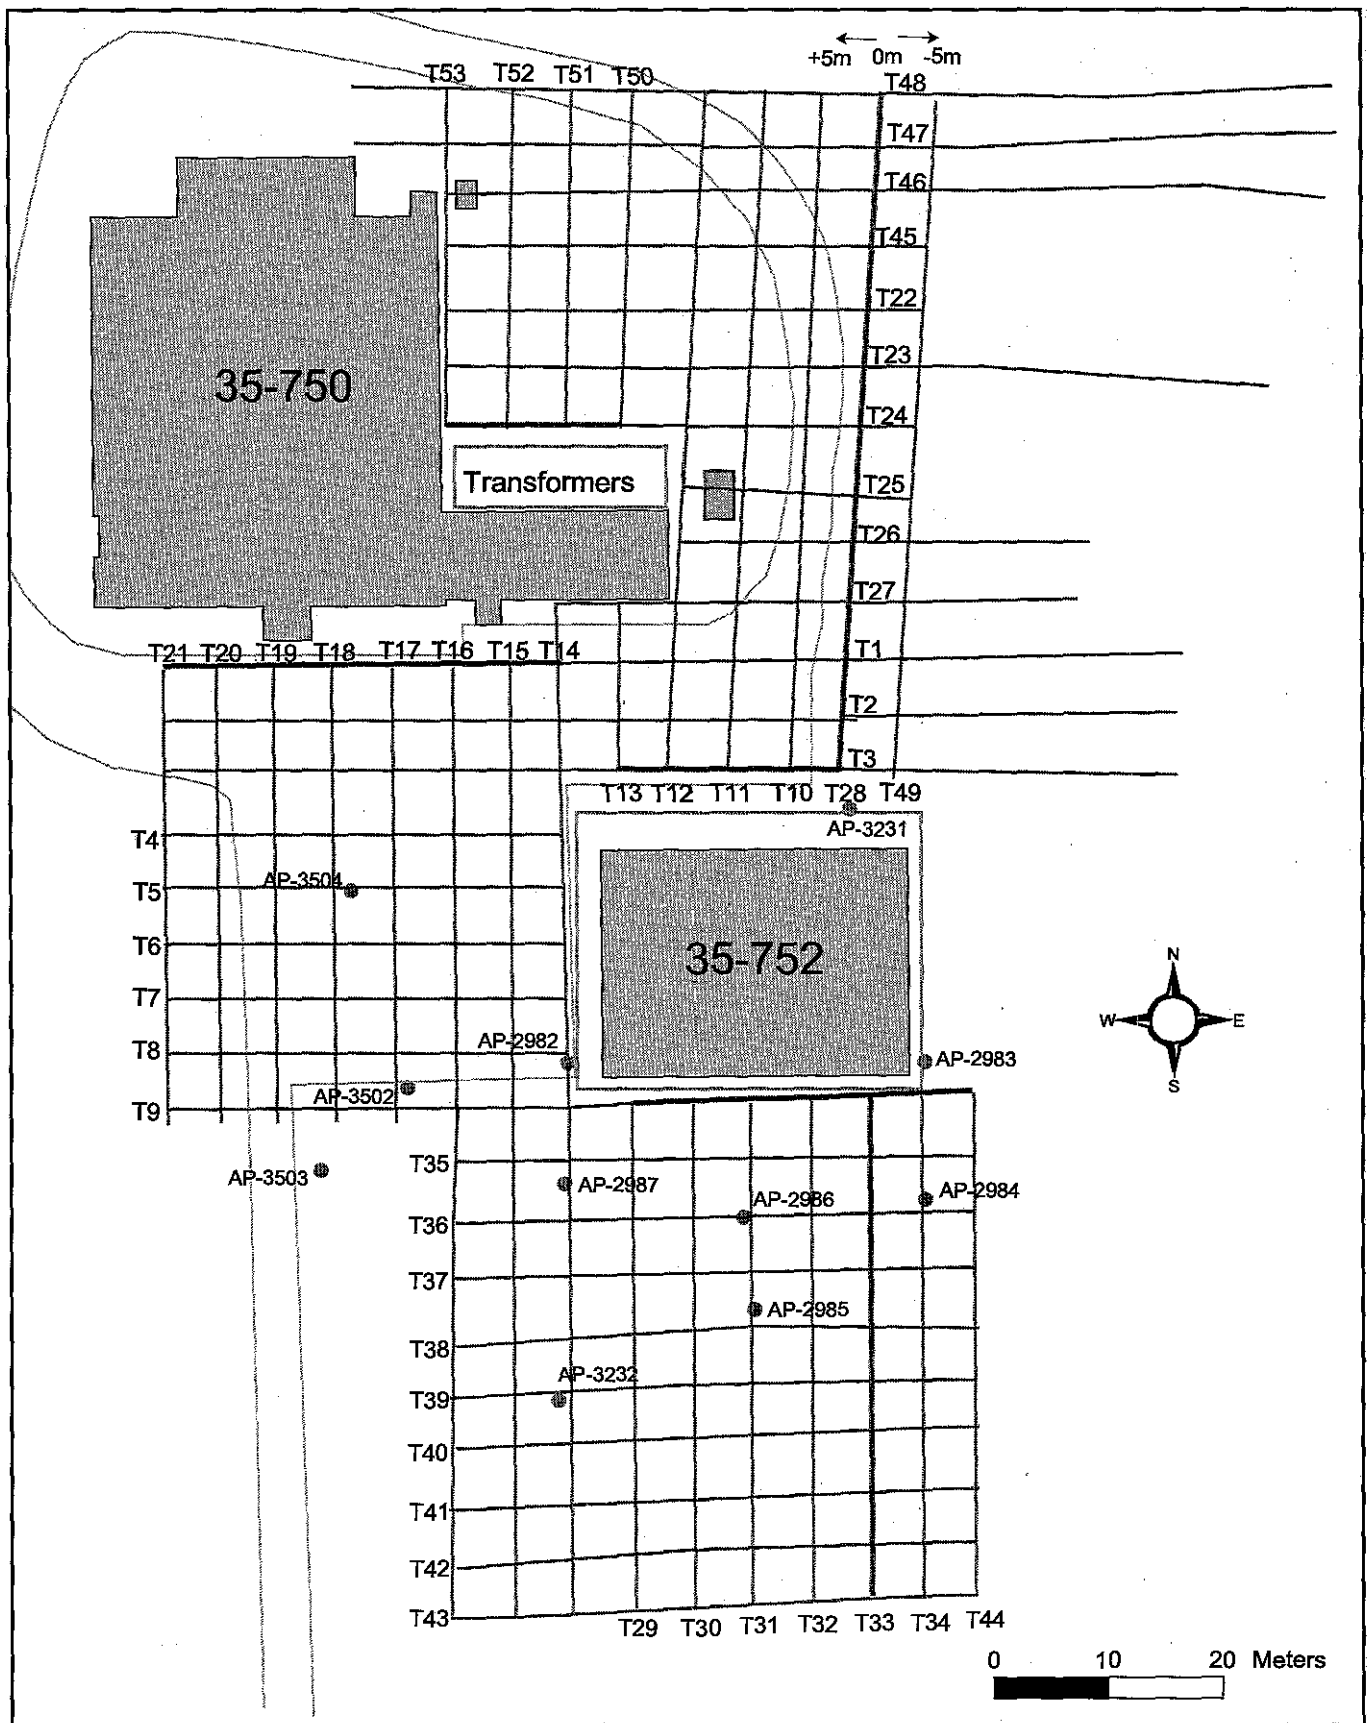 +5m 0m -5m
T53 T52 T51 T50
T48
T47
T46
T45
T22
T23
35-750
T24
Transformers
T25
T26
T27
T21 T20 T19 T18 T17 T16 T15 T14
T1
T2
T3
T13 T12 T11 T10 T28 T49
AP-3231
T4
AP-3504
T5
T6
35-752
N
T7
W E
S
T8
AP-2982
AP-2983
AP-3502
T9
T35
AP-3503
AP-2987
AP-2986
AP-2984
T36
T37
AP-2985
T38
AP-3232
T39
T40
T41
T42
T43
T29 T30 T31 T32 T33 T34 T44
0 10 20 Meters